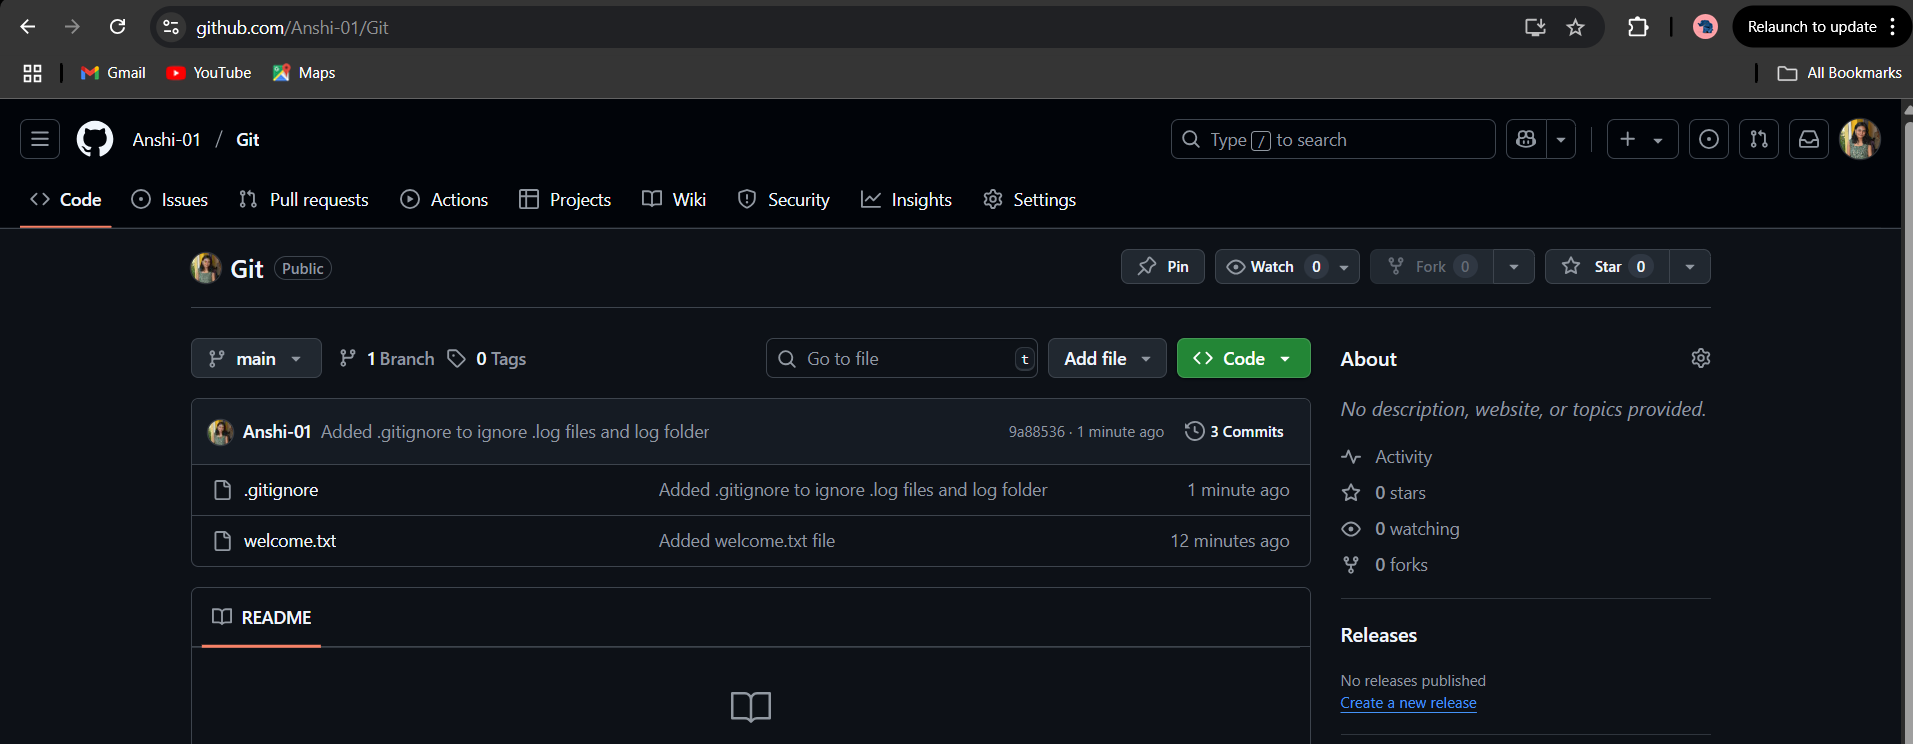 github.com/Anshi-01/Git
Relaunch to update
Gmail YouTube Maps
All Bookmarks
Anshi-01 / Git
Type / to search
Code Issues Pull requests Actions Projects Wiki Security Insights Settings
Git Public
Pin Watch 0 Fork 0 Star 0
main 1 Branch 0 Tags
Go to file t
Add file
Code
Anshi-01 Added .gitignore to ignore .log files and log folder 9a88536 · 1 minute ago 3 Commits
.gitignore Added .gitignore to ignore .log files and log folder 1 minute ago
welcome.txt Added welcome.txt file 12 minutes ago
README
About
No description, website, or topics provided.
Activity
0 stars
0 watching
0 forks
Releases
No releases published
Create a new release